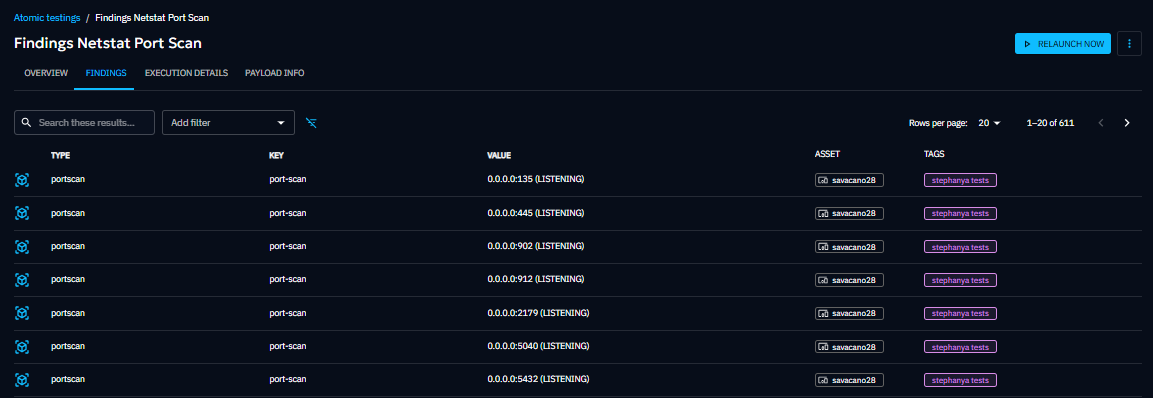 Atomic testings / Findings Netstat Port Scan
Findings Netstat Port Scan
RELAUNCH NOW
OVERVIEW FINDINGS EXECUTION DETAILS PAYLOAD INFO
Search these results... Add filter Rows per page: 20 1–20 of 611
TYPE KEY VALUE ASSET TAGS
portscan port-scan 0.0.0.0:135 (LISTENING) savacano28 stephanya tests
portscan port-scan 0.0.0.0:445 (LISTENING) savacano28 stephanya tests
portscan port-scan 0.0.0.0:902 (LISTENING) savacano28 stephanya tests
portscan port-scan 0.0.0.0:912 (LISTENING) savacano28 stephanya tests
portscan port-scan 0.0.0.0:2179 (LISTENING) savacano28 stephanya tests
portscan port-scan 0.0.0.0:5040 (LISTENING) savacano28 stephanya tests
portscan port-scan 0.0.0.0:5432 (LISTENING) savacano28 stephanya tests